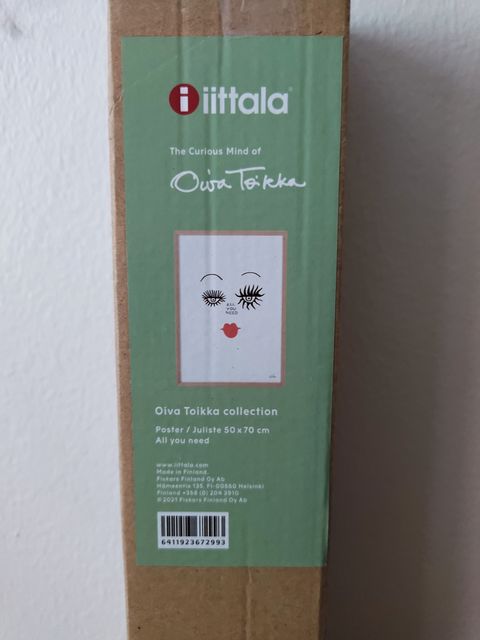 iittala
The Curious Mind of
Oiva Toikka
ALL
YOU
NEED
Oiva Toikka collection
Poster / Juliste 50 x 70 cm
All you need
www.iittala.com
Made in Finland.
Fiskars Finland Oy Ab
Hämeentie 135, FI-00560 Helsinki
Finland +358 (0) 204 3910
© 2021 Fiskars Finland Oy Ab
6411923672993